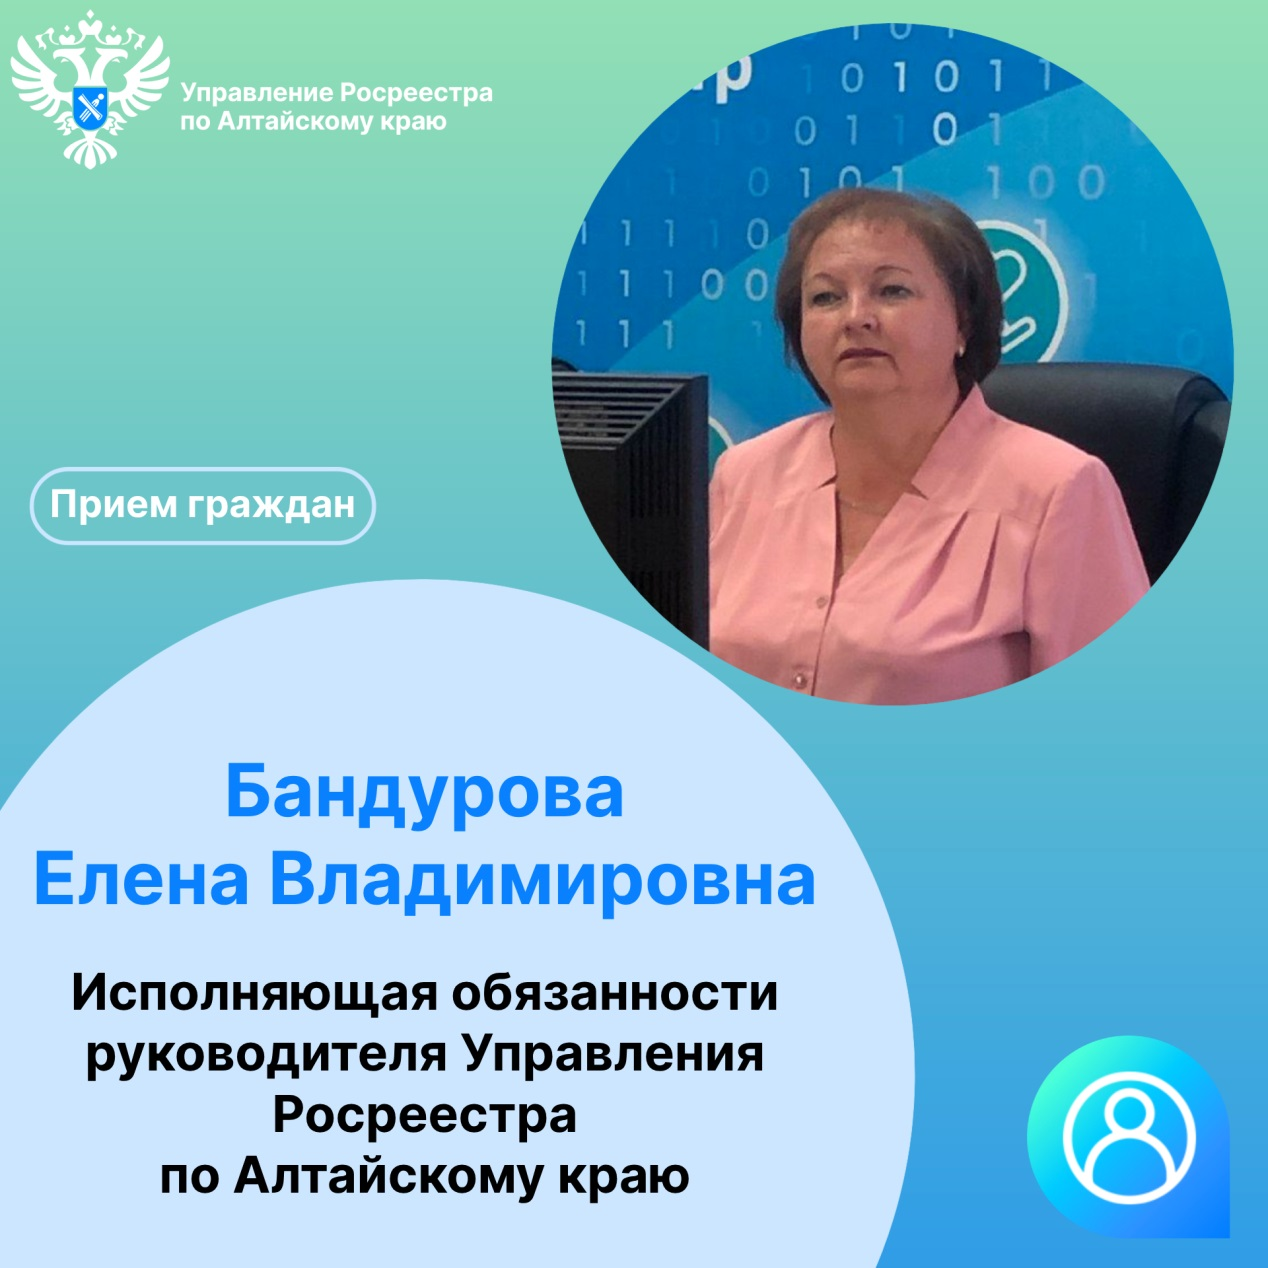 Управление Росреестра
по Алтайскому краю
Прием граждан
Бандурова
Елена Владимировна
Исполняющая обязанности
руководителя Управления
Росреестра
по Алтайскому краю